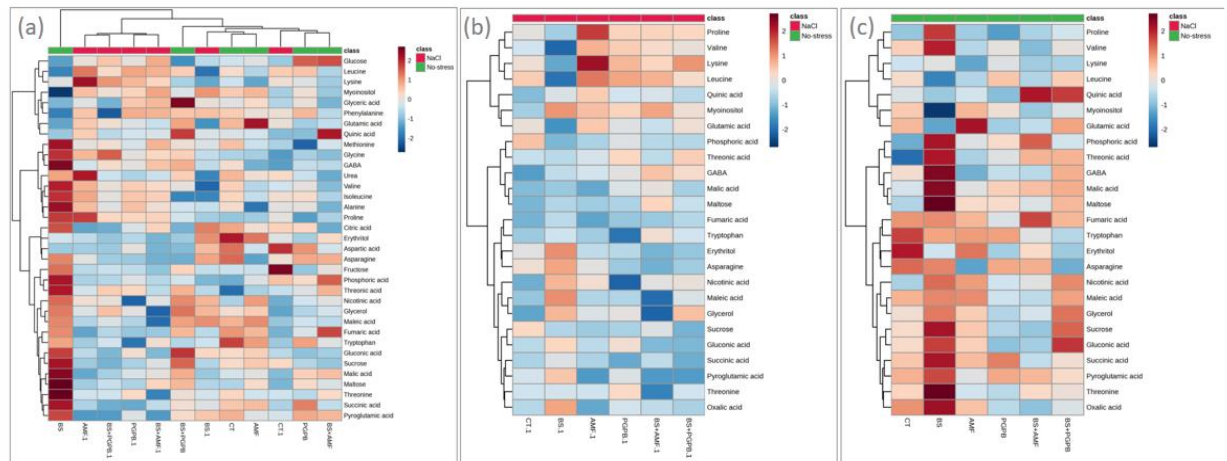 (a)
class
class
NaCl
No-stress
2
1
0
-1
-2
Glucose
Leucine
Lysine
Myoinostol
Glyceric acid
Phenylalanine
Glutamic acid
Quinic acid
Methionine
Glycine
GABA
Urea
Valine
Isoleucine
Alanine
Proline
Citric acid
Erythritol
Aspartic acid
Asparagine
Fructose
Phosphoric acid
Threonic acid
Nicotinic acid
Glycerol
Maleic acid
Fumaric acid
Tryptophan
Gluconic acid
Sucrose
Malic acid
Maltose
Threonine
Succinic acid
Pyroglutamic acid
BS
AMF.1
BS+PGPB.1
PGPB.1
BS+AMF.1
BS+PGPB
BS.1
CT
AMF
CT.1
PGPB
BS+AMF
(b)
class
class
NaCl
No-stress
2
1
0
-1
-2
Proline
Valine
Lysine
Leucine
Quinic acid
Myoinositol
Glutamic acid
Phosphoric acid
Threonic acid
GABA
Malic acid
Maltose
Fumaric acid
Tryptophan
Erythritol
Asparagine
Nicotinic acid
Maleic acid
Glycerol
Sucrose
Gluconic acid
Succinic acid
Pyroglutamic acid
Threonine
Oxalic acid
CT.1
BS.1
AMF.1
PGPB.1
BS+AMF.1
BS+PGPB.1
(c)
class
class
NaCl
No-stress
2
1
0
-1
-2
Proline
Valine
Lysine
Leucine
Quinic acid
Myoinositol
Glutamic acid
Phosphoric acid
Threonic acid
GABA
Malic acid
Maltose
Fumaric acid
Tryptophan
Erythritol
Asparagine
Nicotinic acid
Maleic acid
Glycerol
Sucrose
Gluconic acid
Succinic acid
Pyroglutamic acid
Threonine
Oxalic acid
CT
BS
AMF
PGPB
BS+AMF
BS+PGPB